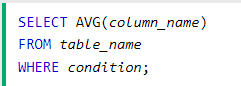 SELECT AVG(column_name)
FROM table_name
WHERE condition;